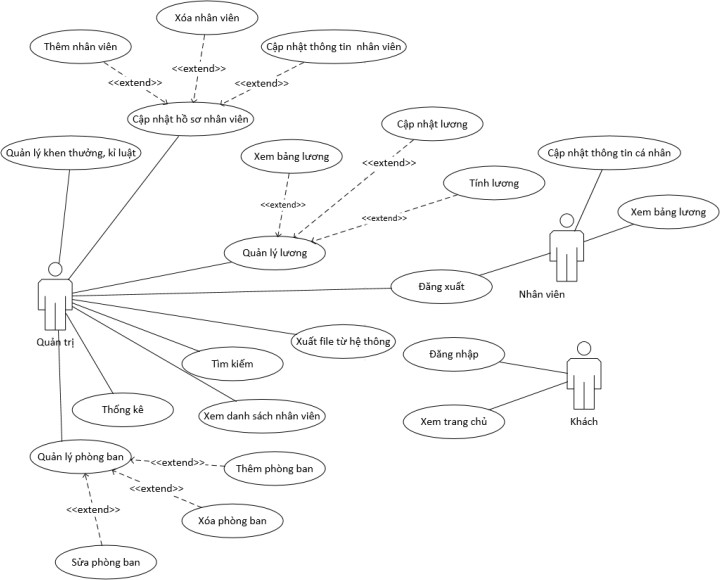 Xóa nhân viên
Thêm nhân viên
Cập nhật thông tin nhân viên
<<extend>>
<<extend>>
<<extend>>
Cập nhật hồ sơ nhân viên
Cập nhật lương
Quản lý khen thưởng, kỉ luật
Xem bảng lương
Cập nhật thông tin cá nhân
<<extend>>
Tính lương
<<extend>>
Xem bảng lương
<<extend>>
Quản lý lương
Đăng xuất
Nhân viên
Quản trị
Xuất file từ hệ thông
Đăng nhập
Tìm kiếm
Thống kê
Xem danh sách nhân viên
Xem trang chủ
Khách
Quản lý phòng ban
<<extend>>
Thêm phòng ban
<<extend>>
<<extend>>
Xóa phòng ban
Sửa phòng ban